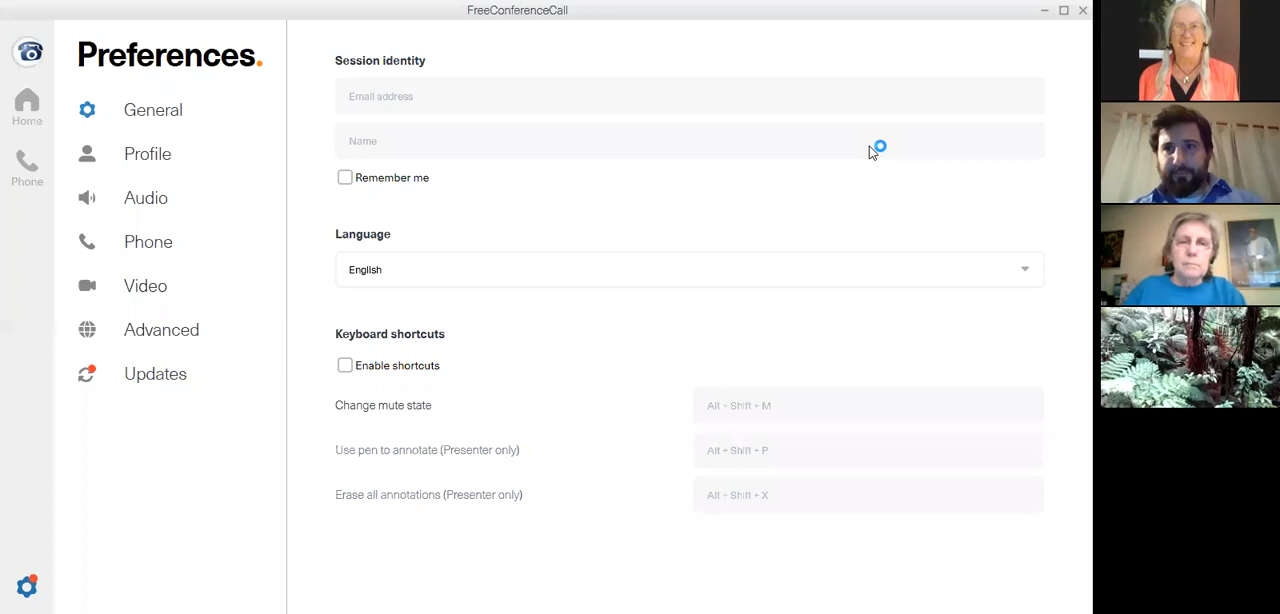 FreeConferenceCall
Preferences.
Home
Phone
General
Profile
Audio
Phone
Video
Advanced
Updates
Session identity
Email address
Name
Remember me
Language
English
Keyboard shortcuts
Enable shortcuts
Change mute state
Alt + Shift + M
Use pen to annotate (Presenter only)
Alt + Shift + P
Erase all annotations (Presenter only)
Alt + Shift + X